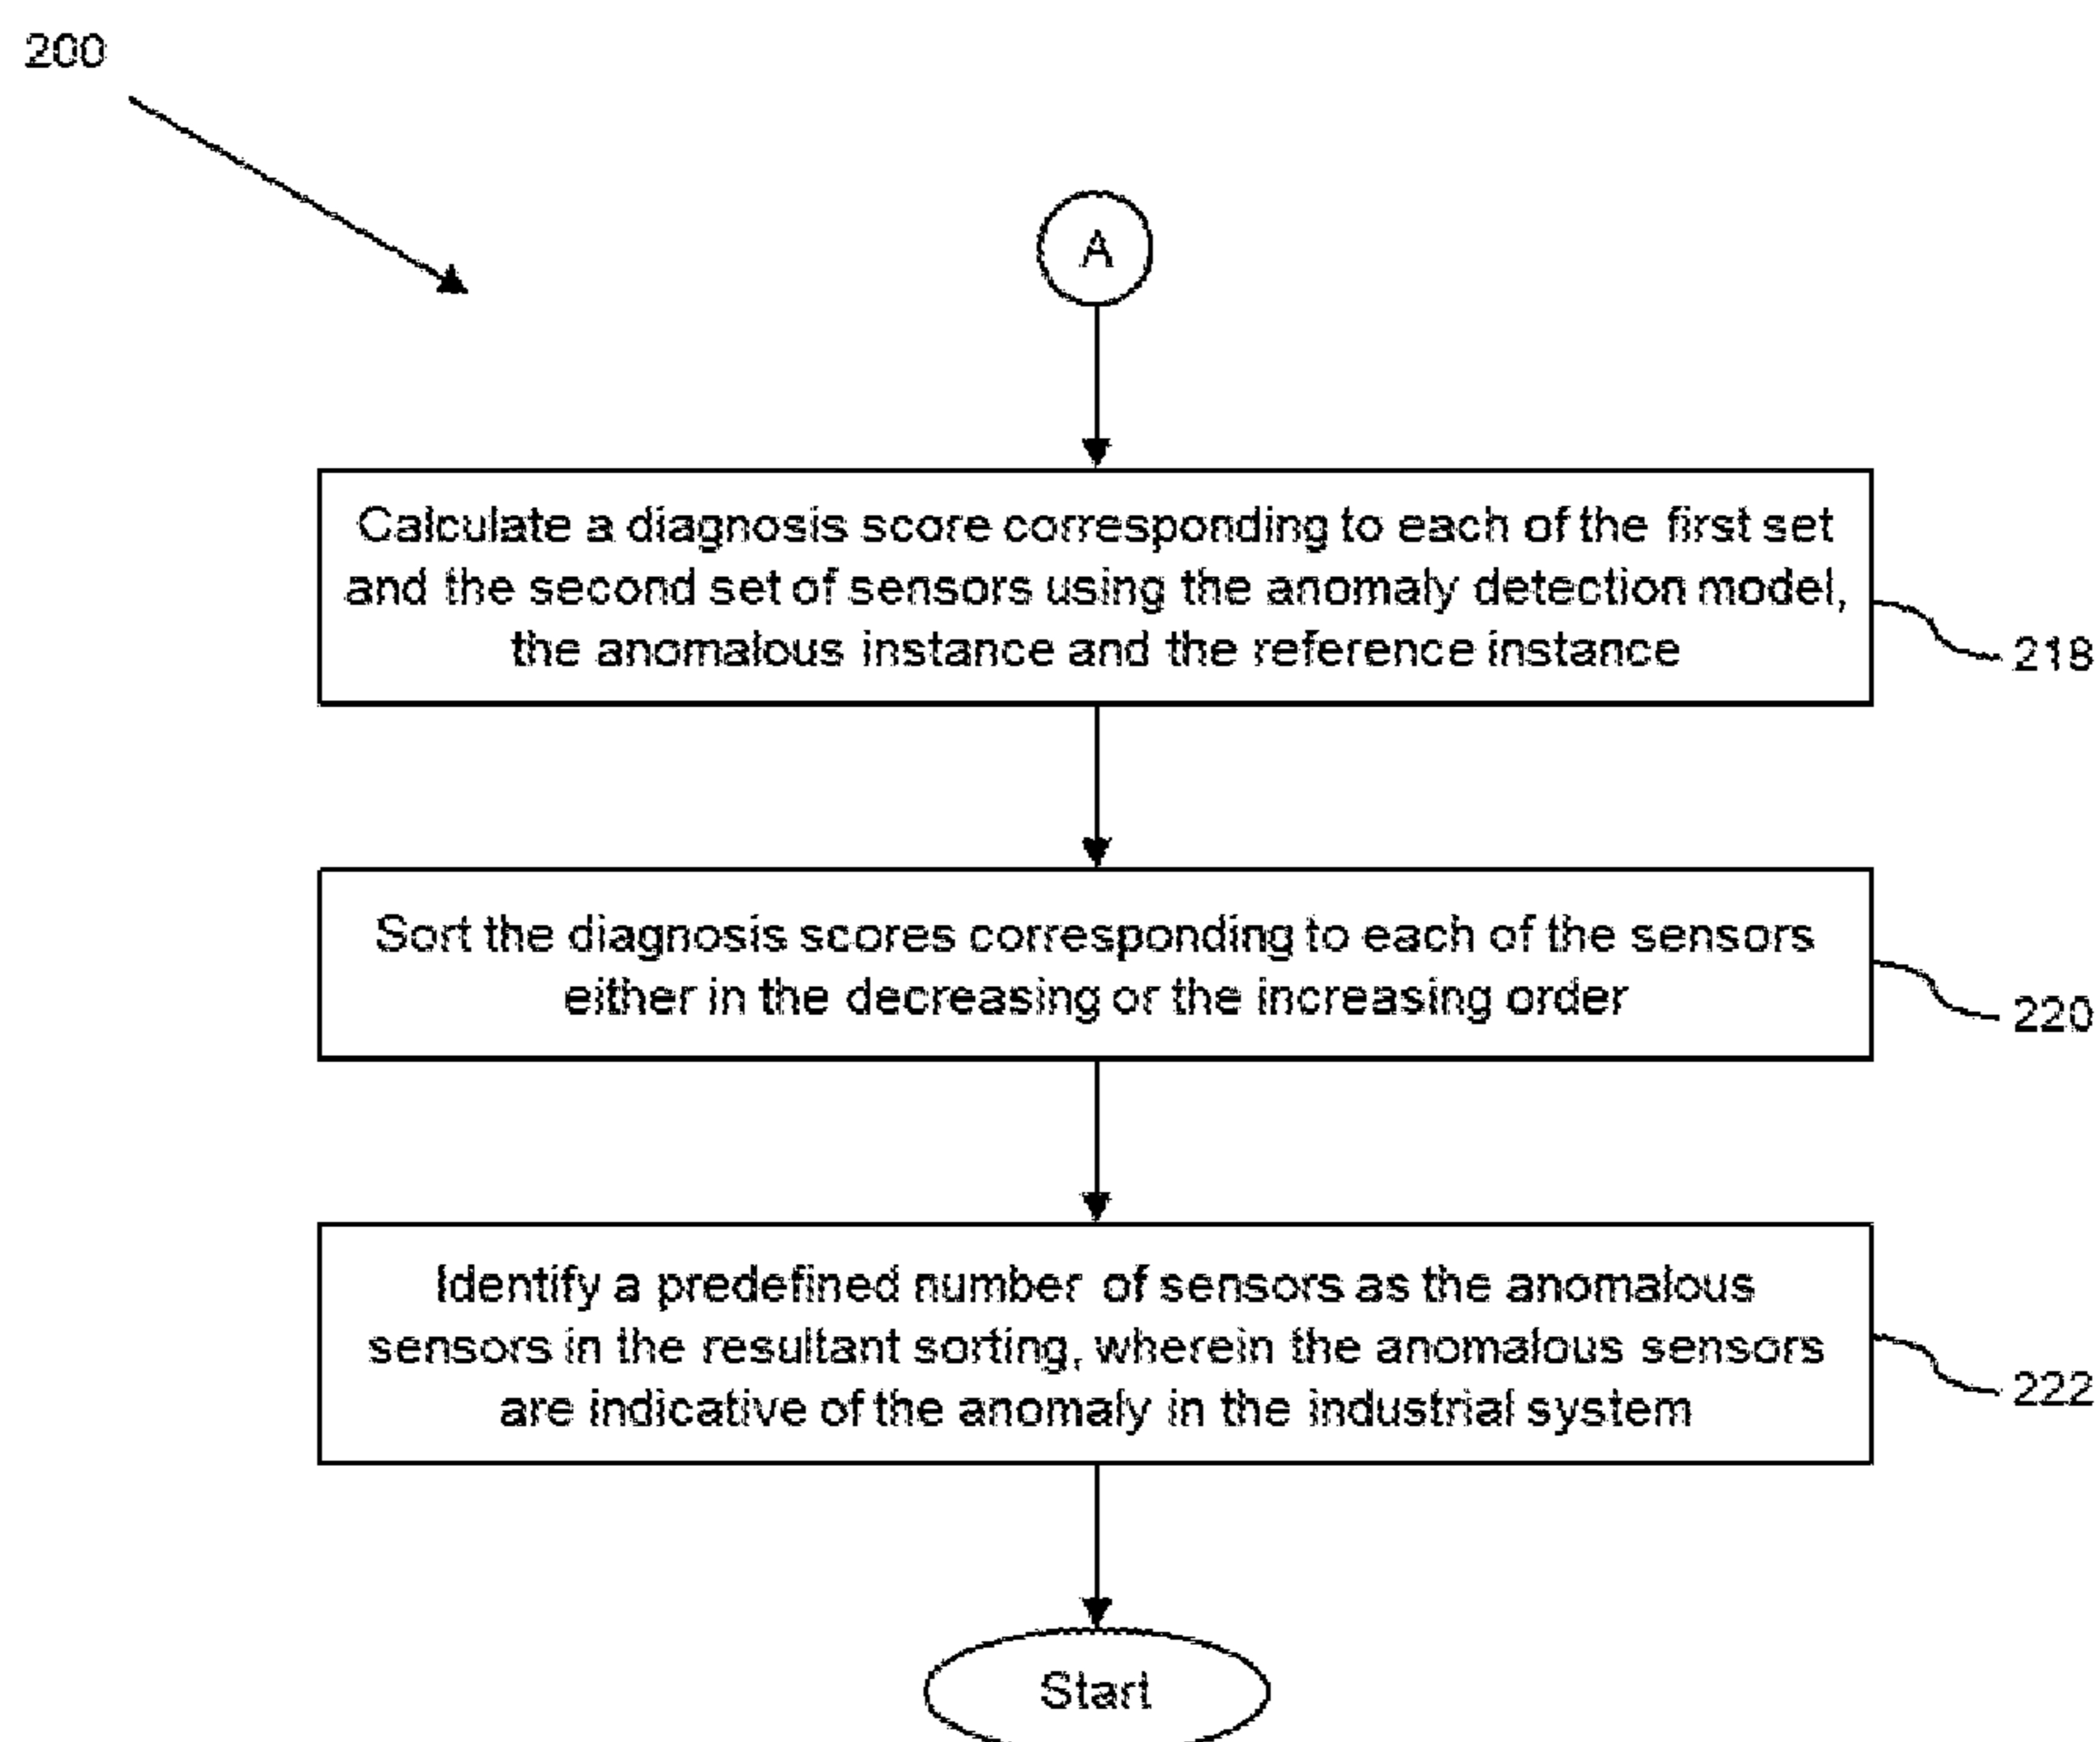 200
A
Calculate a diagnosis score corresponding to each of the first set
and the second set of sensors using the anomaly detection model,
the anomalous instance and the reference instance
218
Sort the diagnosis scores corresponding to each of the sensors
either in the decreasing or the increasing order
220
Identify a predefined number of sensors as the anomalous
sensors in the resultant sorting, wherein the anomalous sensors
are indicative of the anomaly in the industrial system
222
Start